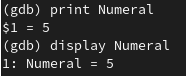 (gdb) print Numeral
$1 = 5
(gdb) display Numeral
1: Numeral = 5